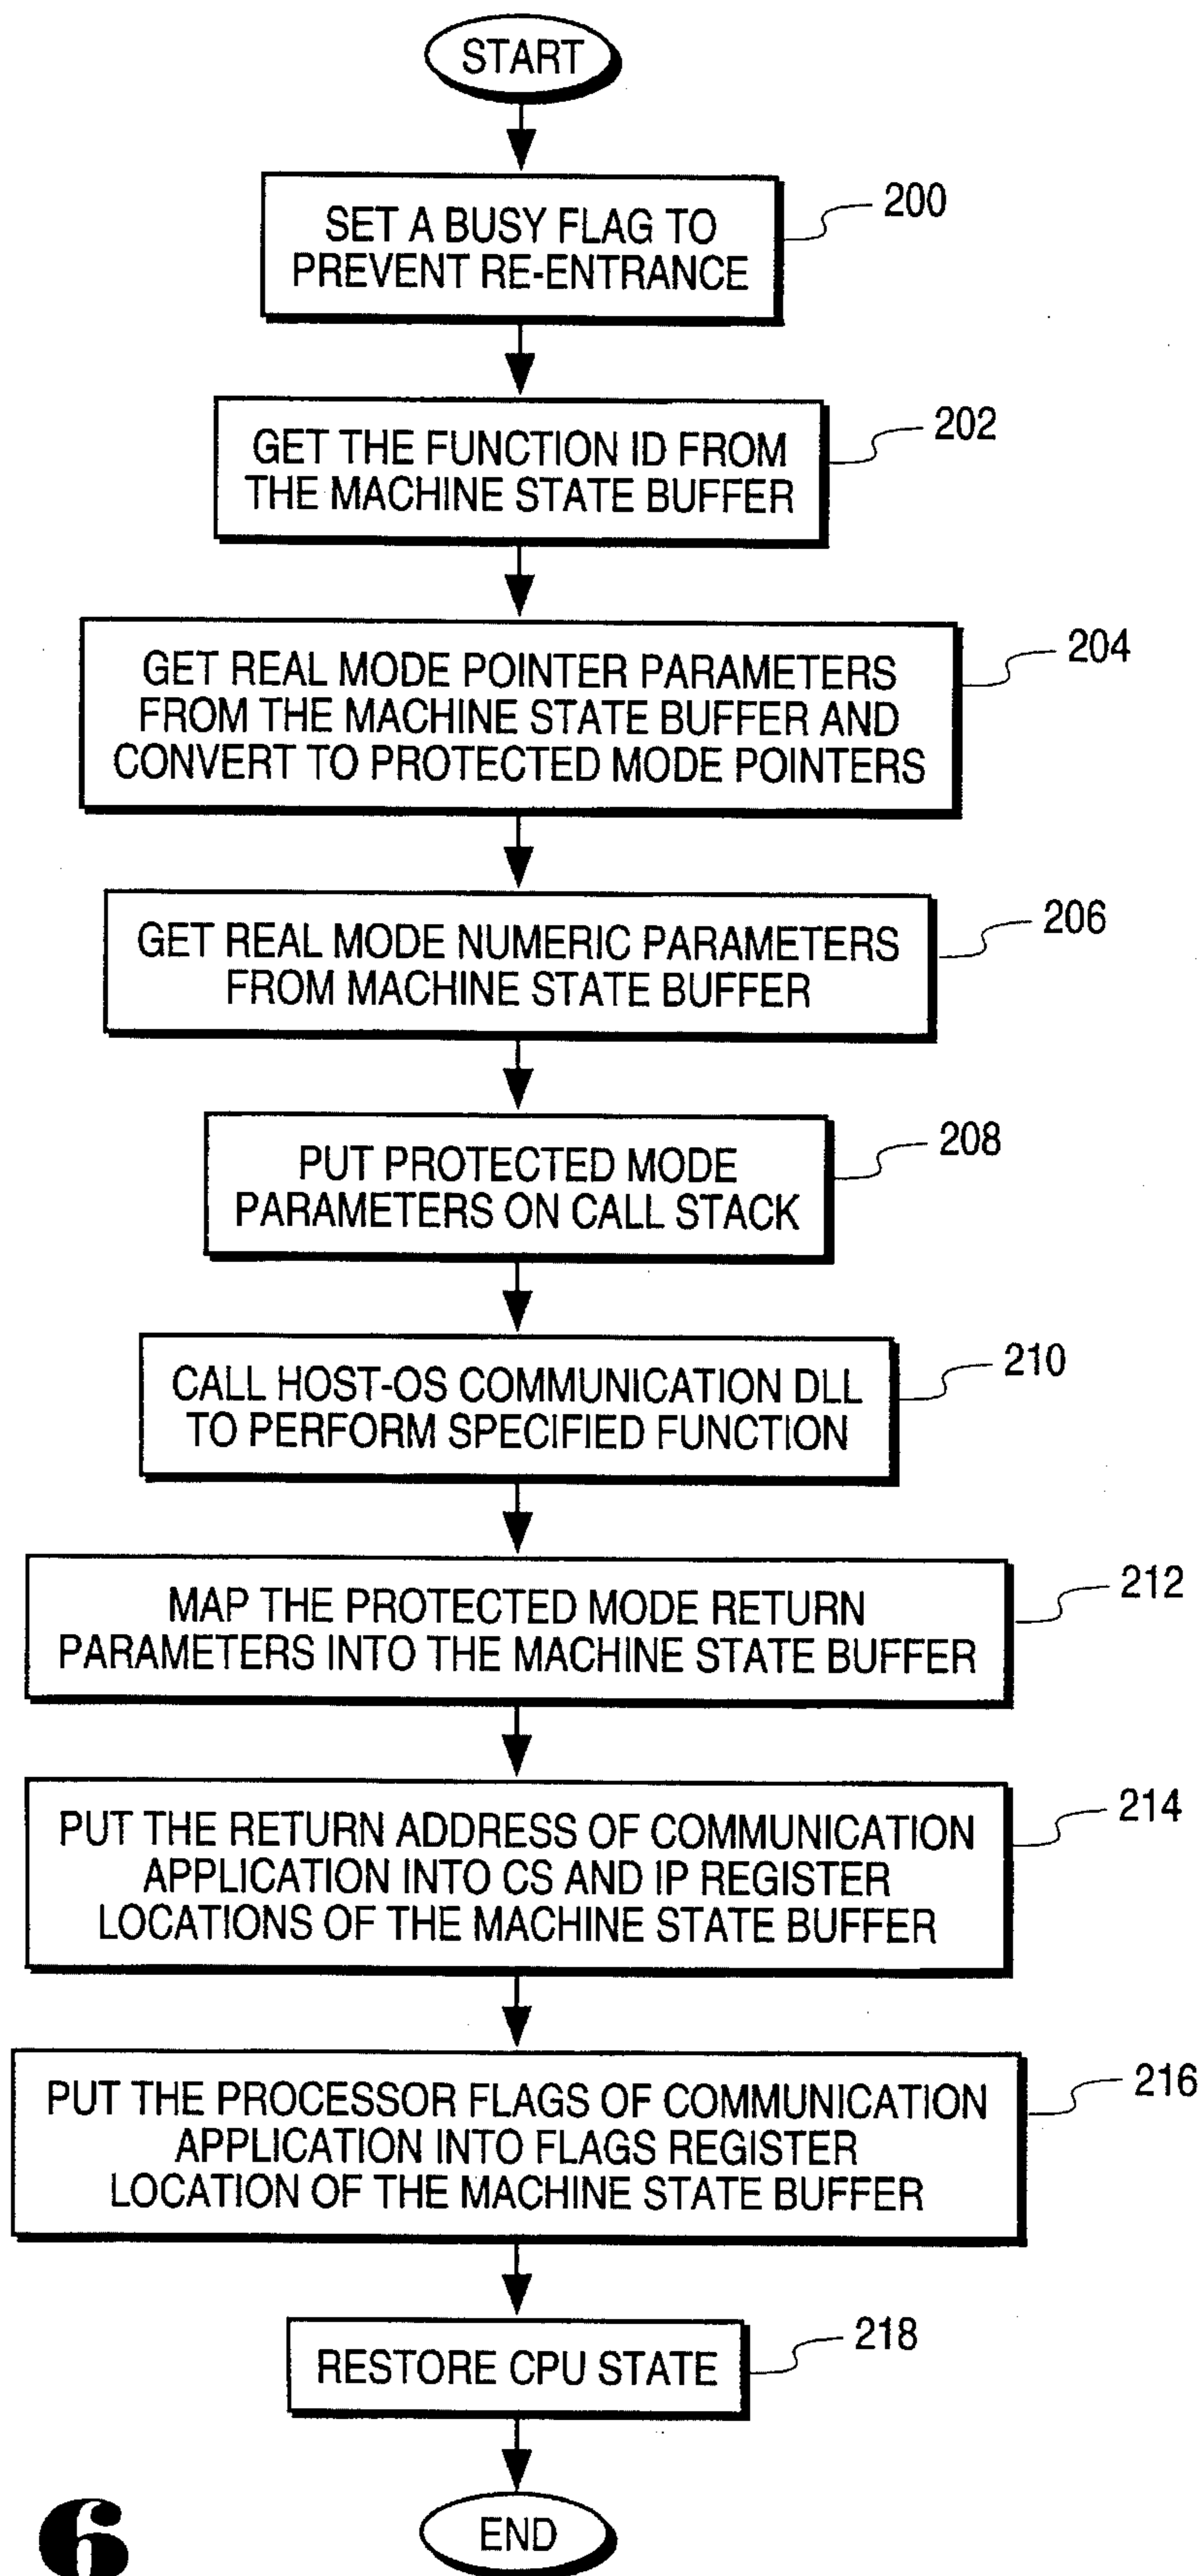 START
SET A BUSY FLAG TO
PREVENT RE-ENTRANCE
200
GET THE FUNCTION ID FROM
THE MACHINE STATE BUFFER
202
GET REAL MODE POINTER PARAMETERS
FROM THE MACHINE STATE BUFFER AND
CONVERT TO PROTECTED MODE POINTERS
204
GET REAL MODE NUMERIC PARAMETERS
FROM MACHINE STATE BUFFER
206
PUT PROTECTED MODE
PARAMETERS ON CALL STACK
208
CALL HOST-OS COMMUNICATION DLL
TO PERFORM SPECIFIED FUNCTION
210
MAP THE PROTECTED MODE RETURN
PARAMETERS INTO THE MACHINE STATE BUFFER
212
PUT THE RETURN ADDRESS OF COMMUNICATION
APPLICATION INTO CS AND IP REGISTER
LOCATIONS OF THE MACHINE STATE BUFFER
214
PUT THE PROCESSOR FLAGS OF COMMUNICATION
APPLICATION INTO FLAGS REGISTER
LOCATION OF THE MACHINE STATE BUFFER
216
RESTORE CPU STATE
218
END
6